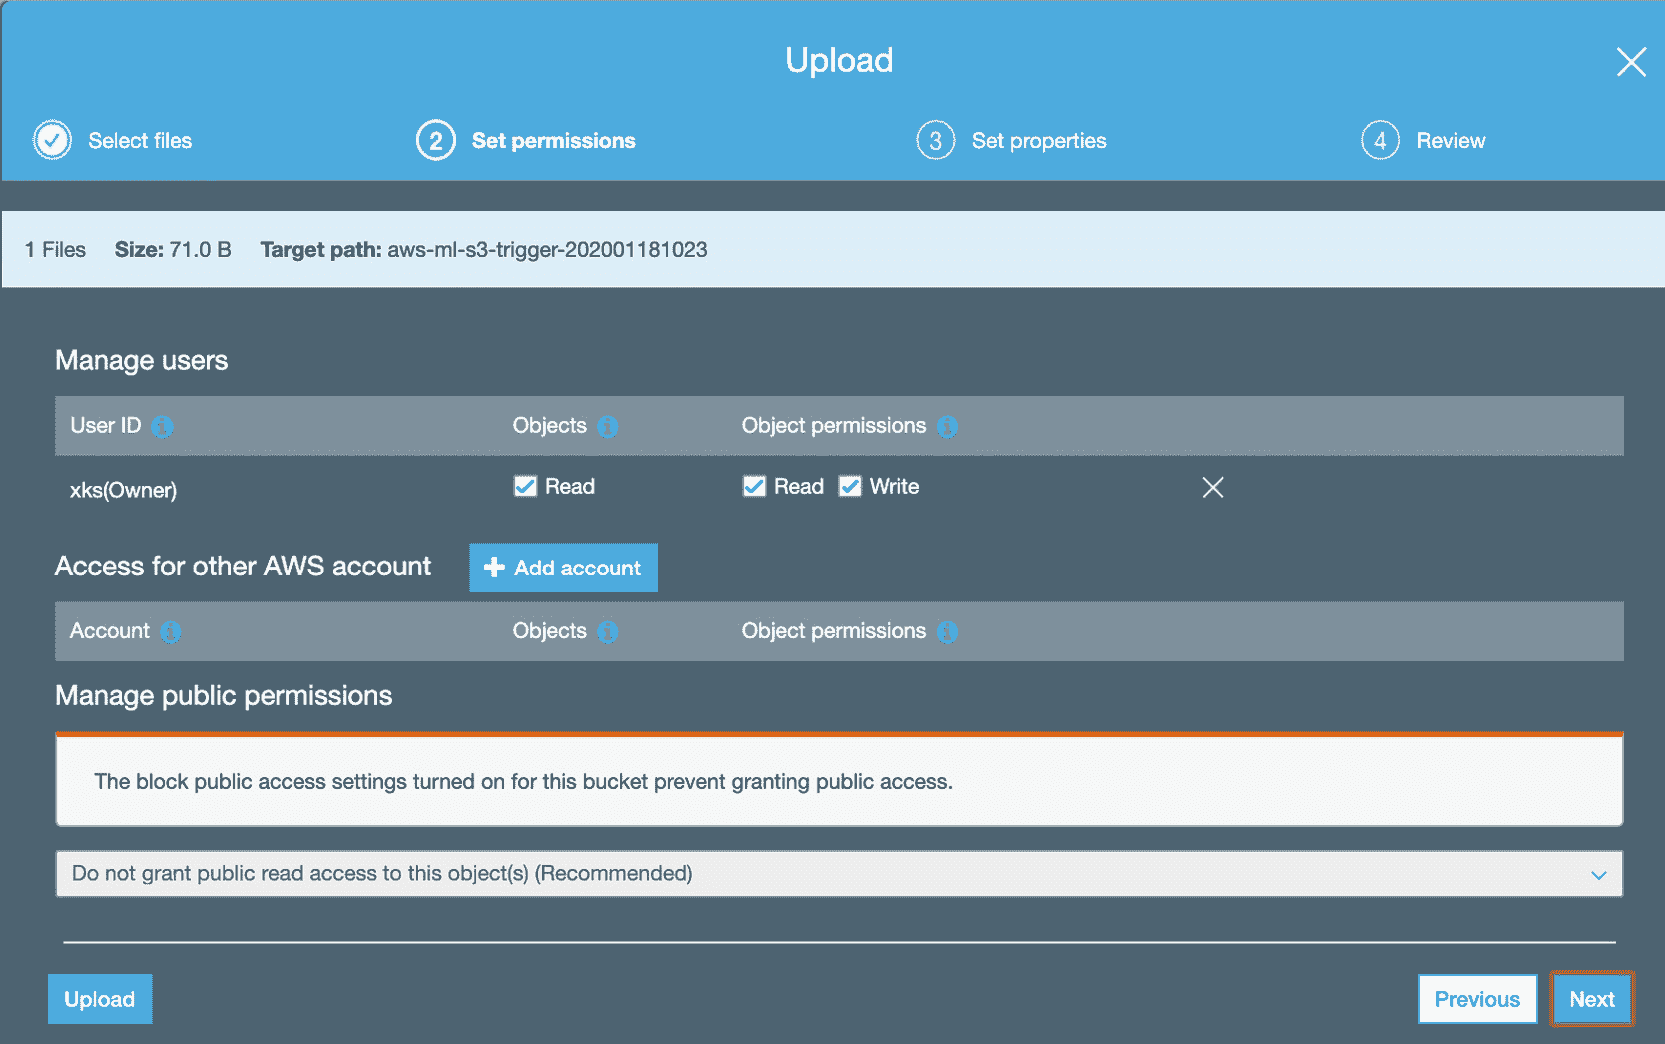 Upload
Select files
2 Set permissions
3 Set properties
4 Review
1 Files Size: 71.0 B Target path: aws-ml-s3-trigger-202001181023
Manage users
User ID Objects Object permissions
xks(Owner) Read Read Write
Access for other AWS account Add account
Account Objects Object permissions
Manage public permissions
The block public access settings turned on for this bucket prevent granting public access.
Do not grant public read access to this object(s) (Recommended)
Upload Previous Next